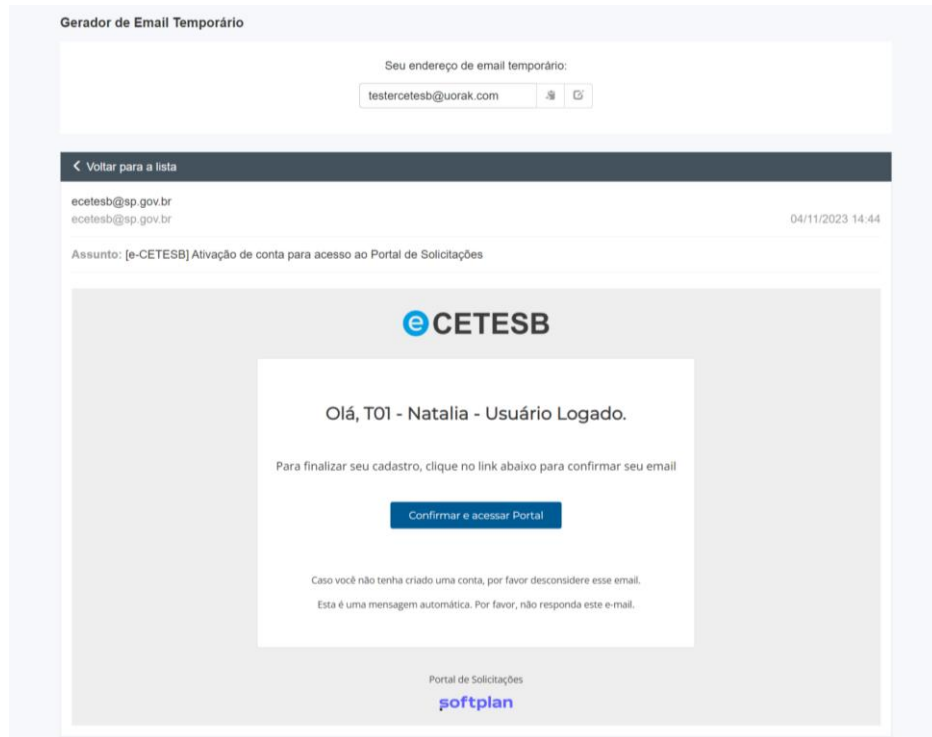 Gerador de Email Temporário
Seu endereço de email temporário:
testercetesb@uorak.com
Voltar para a lista
ecetesb@sp.gov.br
ecetesb@sp.gov.br
04/11/2023 14:44
Assunto: [e-CETESB] Ativação de conta para acesso ao Portal de Solicitações
e CETESB
Olá, T01 - Natalia - Usuário Logado.
Para finalizar seu cadastro, clique no link abaixo para confirmar seu email
Confirmar e acessar Portal
Caso você não tenha criado uma conta, por favor desconsidere esse email.
Esta é uma mensagem automática. Por favor, não responda este e-mail.
Portal de Solicitações
softplan